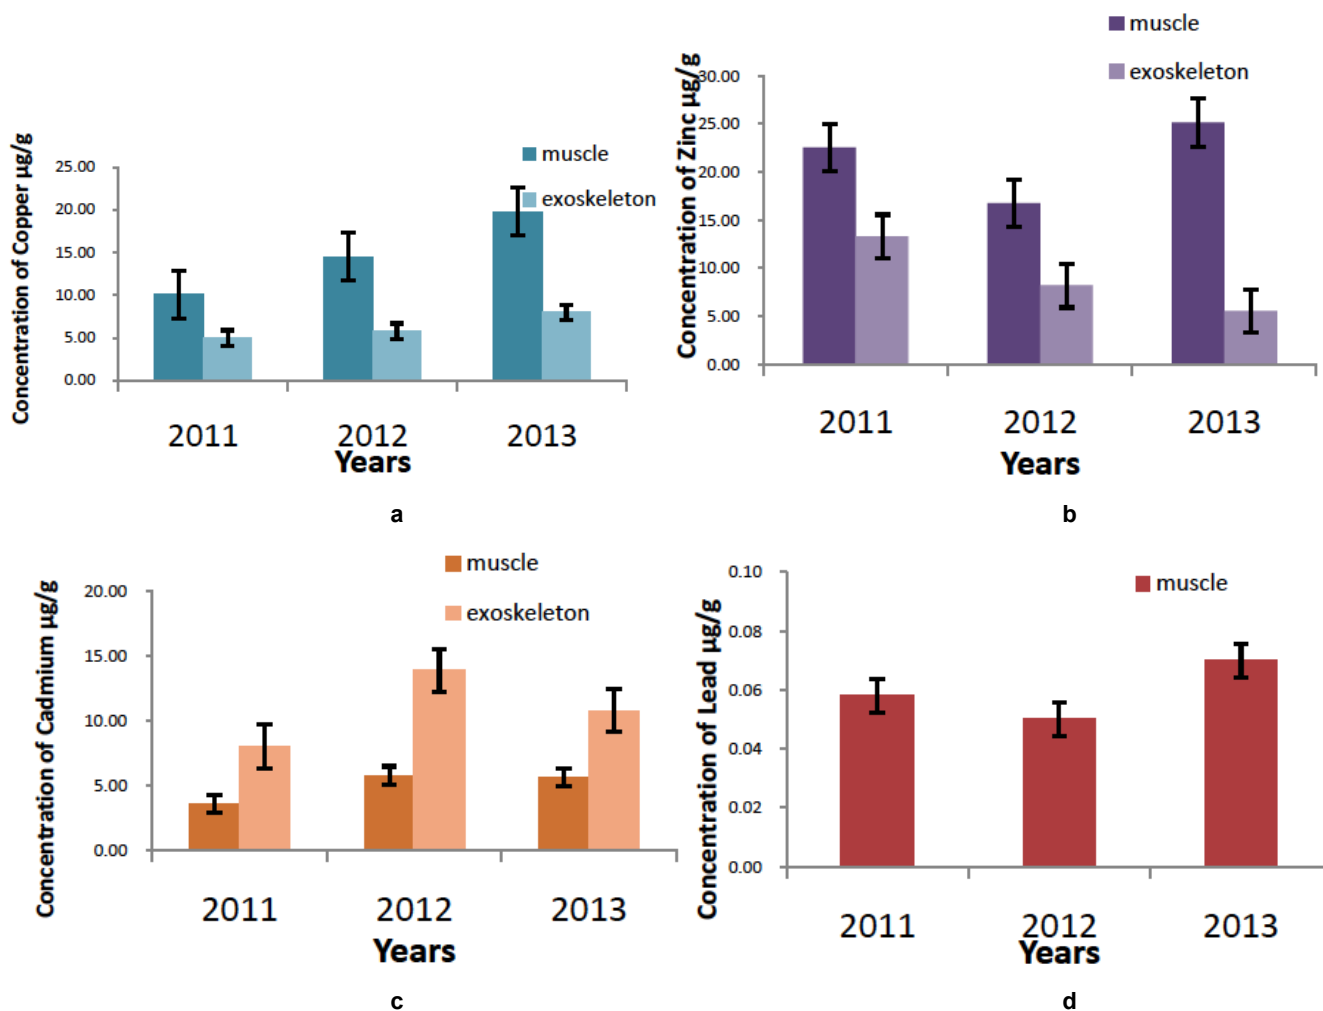 Concentration of Copper µg/g
25.00
20.00
15.00
10.00
5.00
0.00
muscle
exoskeleton
2011
2012
2013
Years
a
Concentration of Zinc µg/g
30.00
25.00
20.00
15.00
10.00
5.00
0.00
muscle
exoskeleton
2011
2012
2013
Years
b
Concentration of Cadmium µg/g
20.00
15.00
10.00
5.00
0.00
muscle
exoskeleton
2011
2012
2013
Years
c
Concentration of Lead µg/g
0.10
0.08
0.06
0.04
0.02
0.00
muscle
2011
2012
2013
Years
d